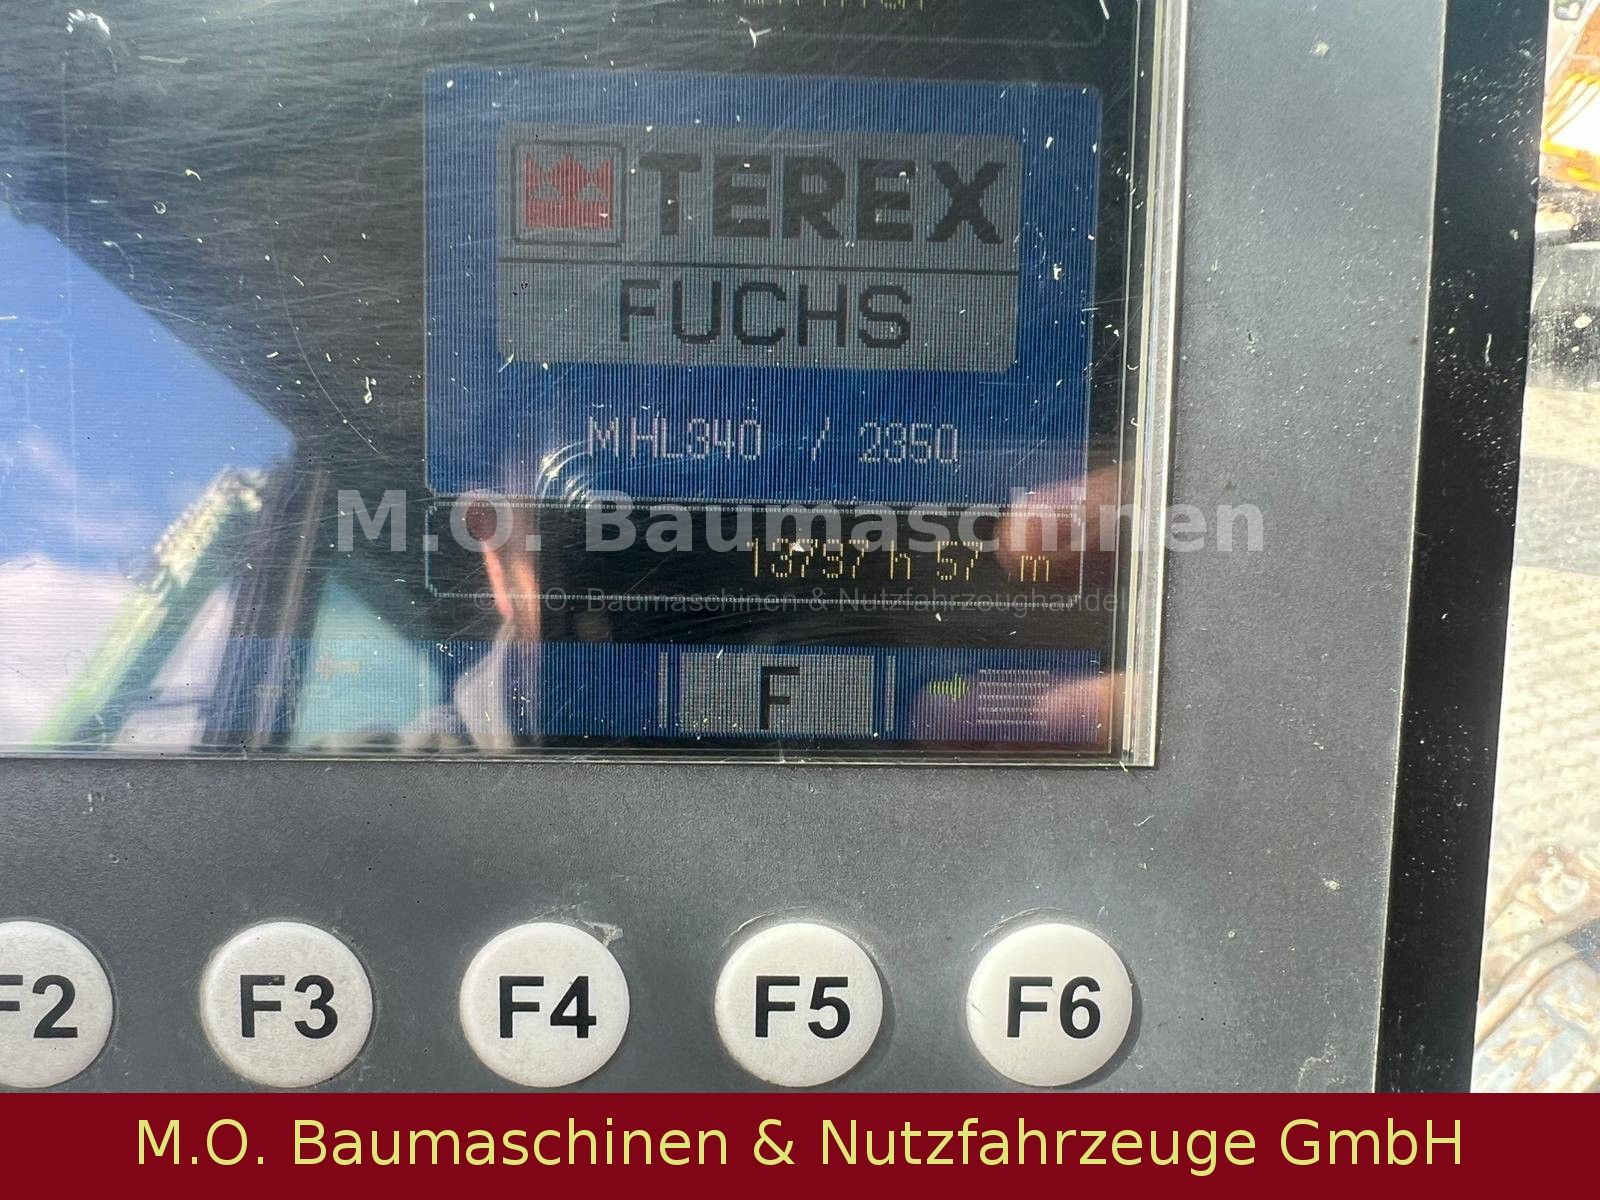 TEREX
FUCHS
MHL340 / 2350
M.O. Baumaschinen
13797 h 57 m
© M.O. Baumaschinen & Nutzfahrzeughandel
F
F2 F3 F4 F5 F6
M.O. Baumaschinen & Nutzfahrzeuge GmbH